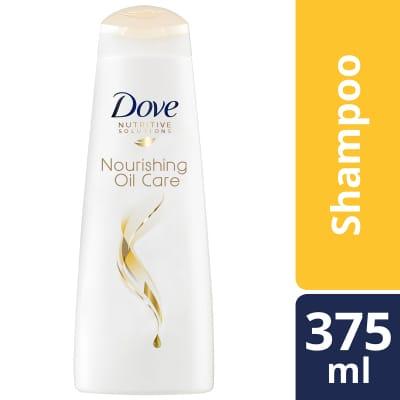 Dove
NUTRITIVE
SOLUTIONS
Nourishing
Oil Care
Shampoo
375
ml